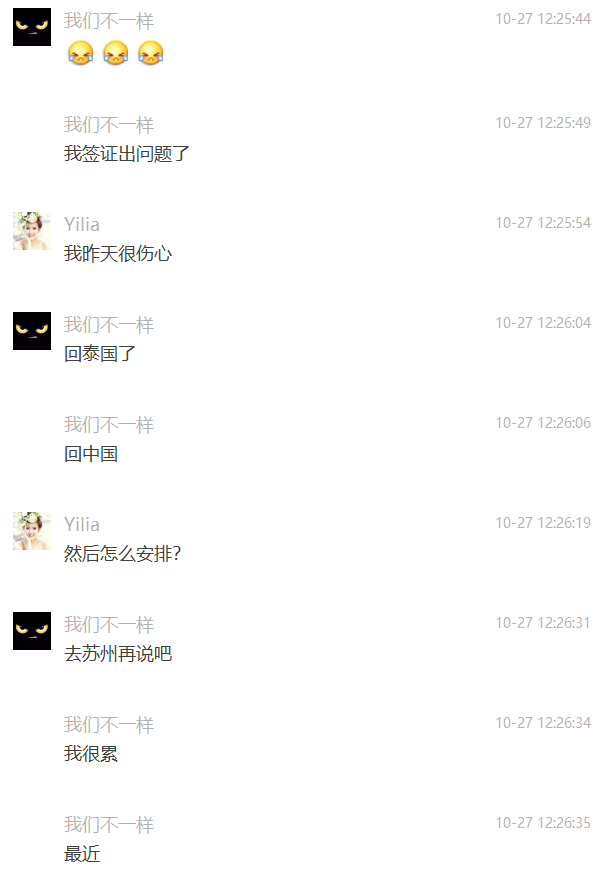 我们不一样 10-27 12:25:44
我们不一样 10-27 12:25:49
我签证出问题了
Yilia 10-27 12:25:54
我昨天很伤心
我们不一样 10-27 12:26:04
回泰国了
我们不一样 10-27 12:26:06
回中国
Yilia 10-27 12:26:19
然后怎么安排?
我们不一样 10-27 12:26:31
去苏州再说吧
我们不一样 10-27 12:26:34
我很累
我们不一样 10-27 12:26:35
最近